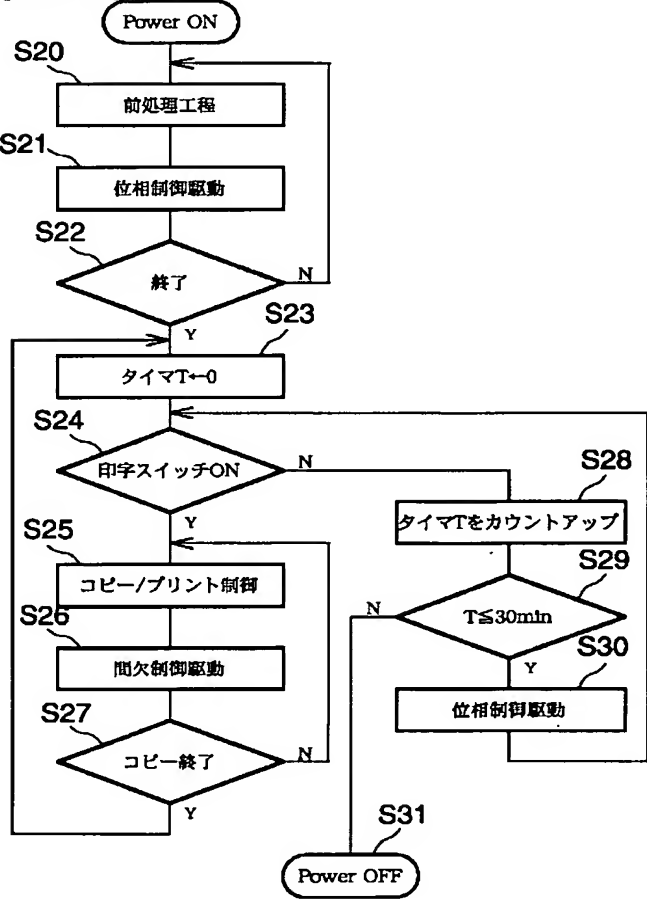 Power ON
S20
前処理工程
S21
位相制御駆動
S22
終了
N
Y
S23
タイマT←0
S24
印字スイッチON
N
Y
S25
コピー/プリント制御
S26
間欠制御駆動
S27
コピー終了
N
Y
S28
タイマTをカウントアップ
S29
T≦30min
N
Y
S30
位相制御駆動
S31
Power OFF